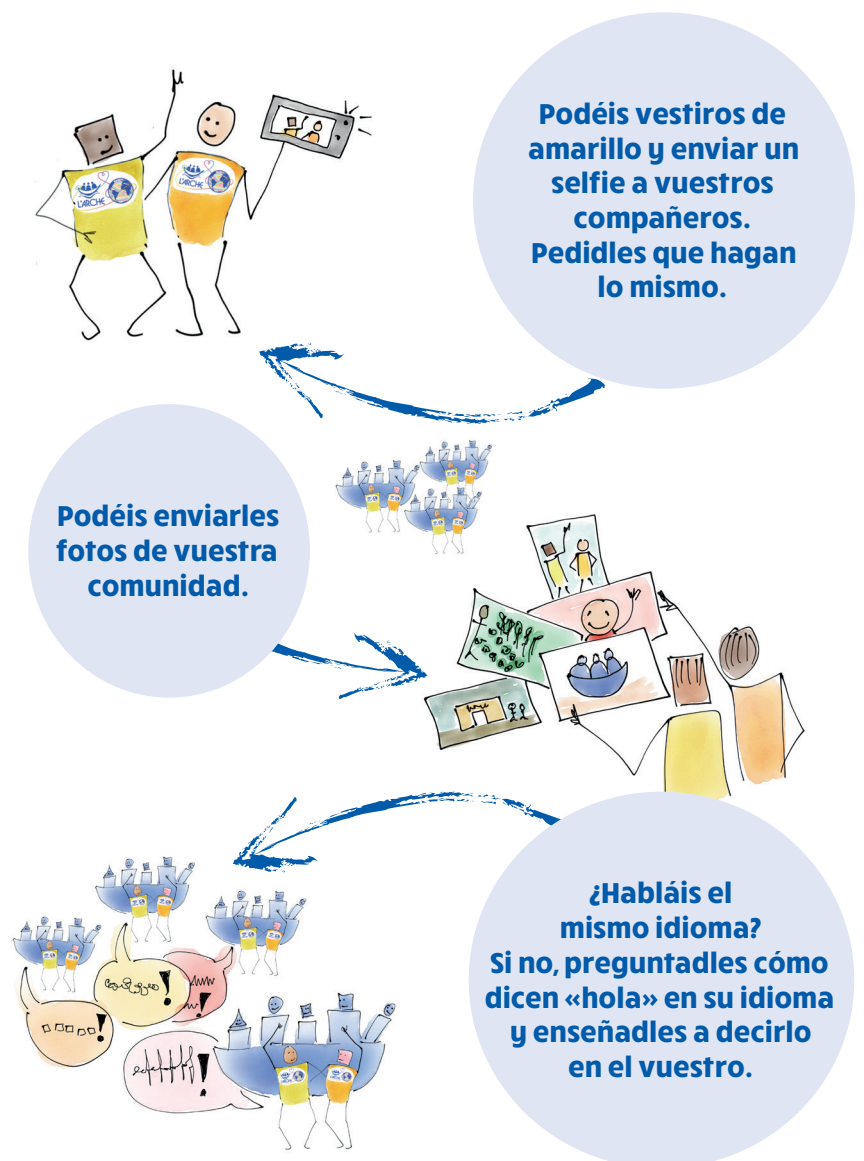 Podéis vestiros de
amarillo y enviar un
selfie a vuestros
compañeros.
Pedidles que hagan
lo mismo.
L'ARCHE
L'ARCHE
Podéis enviarles
fotos de vuestra
comunidad.
¿Habláis el
mismo idioma?
Si no, preguntadles cómo
dicen «hola» en su idioma
y enseñadles a decirlo
en el vuestro.